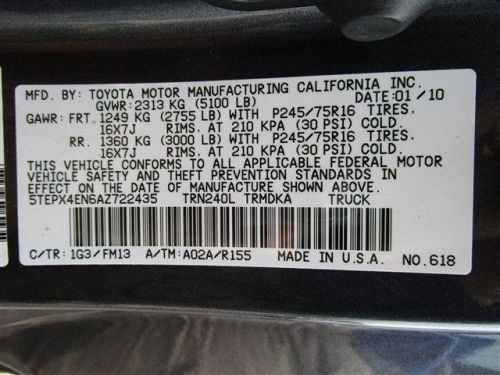 MFD. BY: TOYOTA MOTOR MANUFACTURING CALIFORNIA INC.
GVWR: 2313 KG (5100 LB) DATE: 01/10
GAWR: FRT. 1249 KG (2755 LB) WITH P245/75R16 TIRES.
16X7J RIMS. AT 210 KPA (30 PSI) COLD.
RR. 1360 KG (3000 LB) WITH P245/75R16 TIRES.
16X7J RIMS. AT 210 KPA (30 PSI) COLD.
THIS VEHICLE CONFORMS TO ALL APPLICABLE FEDERAL MOTOR
VEHICLE SAFETY AND THEFT PREVENTION STANDARDS IN EFFECT
ON THE DATE OF MANUFACTURE SHOWN ABOVE.
5TEPX4EN6AZ722435 TRN240L TRMDKA TRUCK
C/TR: 1G3/FM13 A/TM: A02A/R155 MADE IN U.S.A. NO. 618